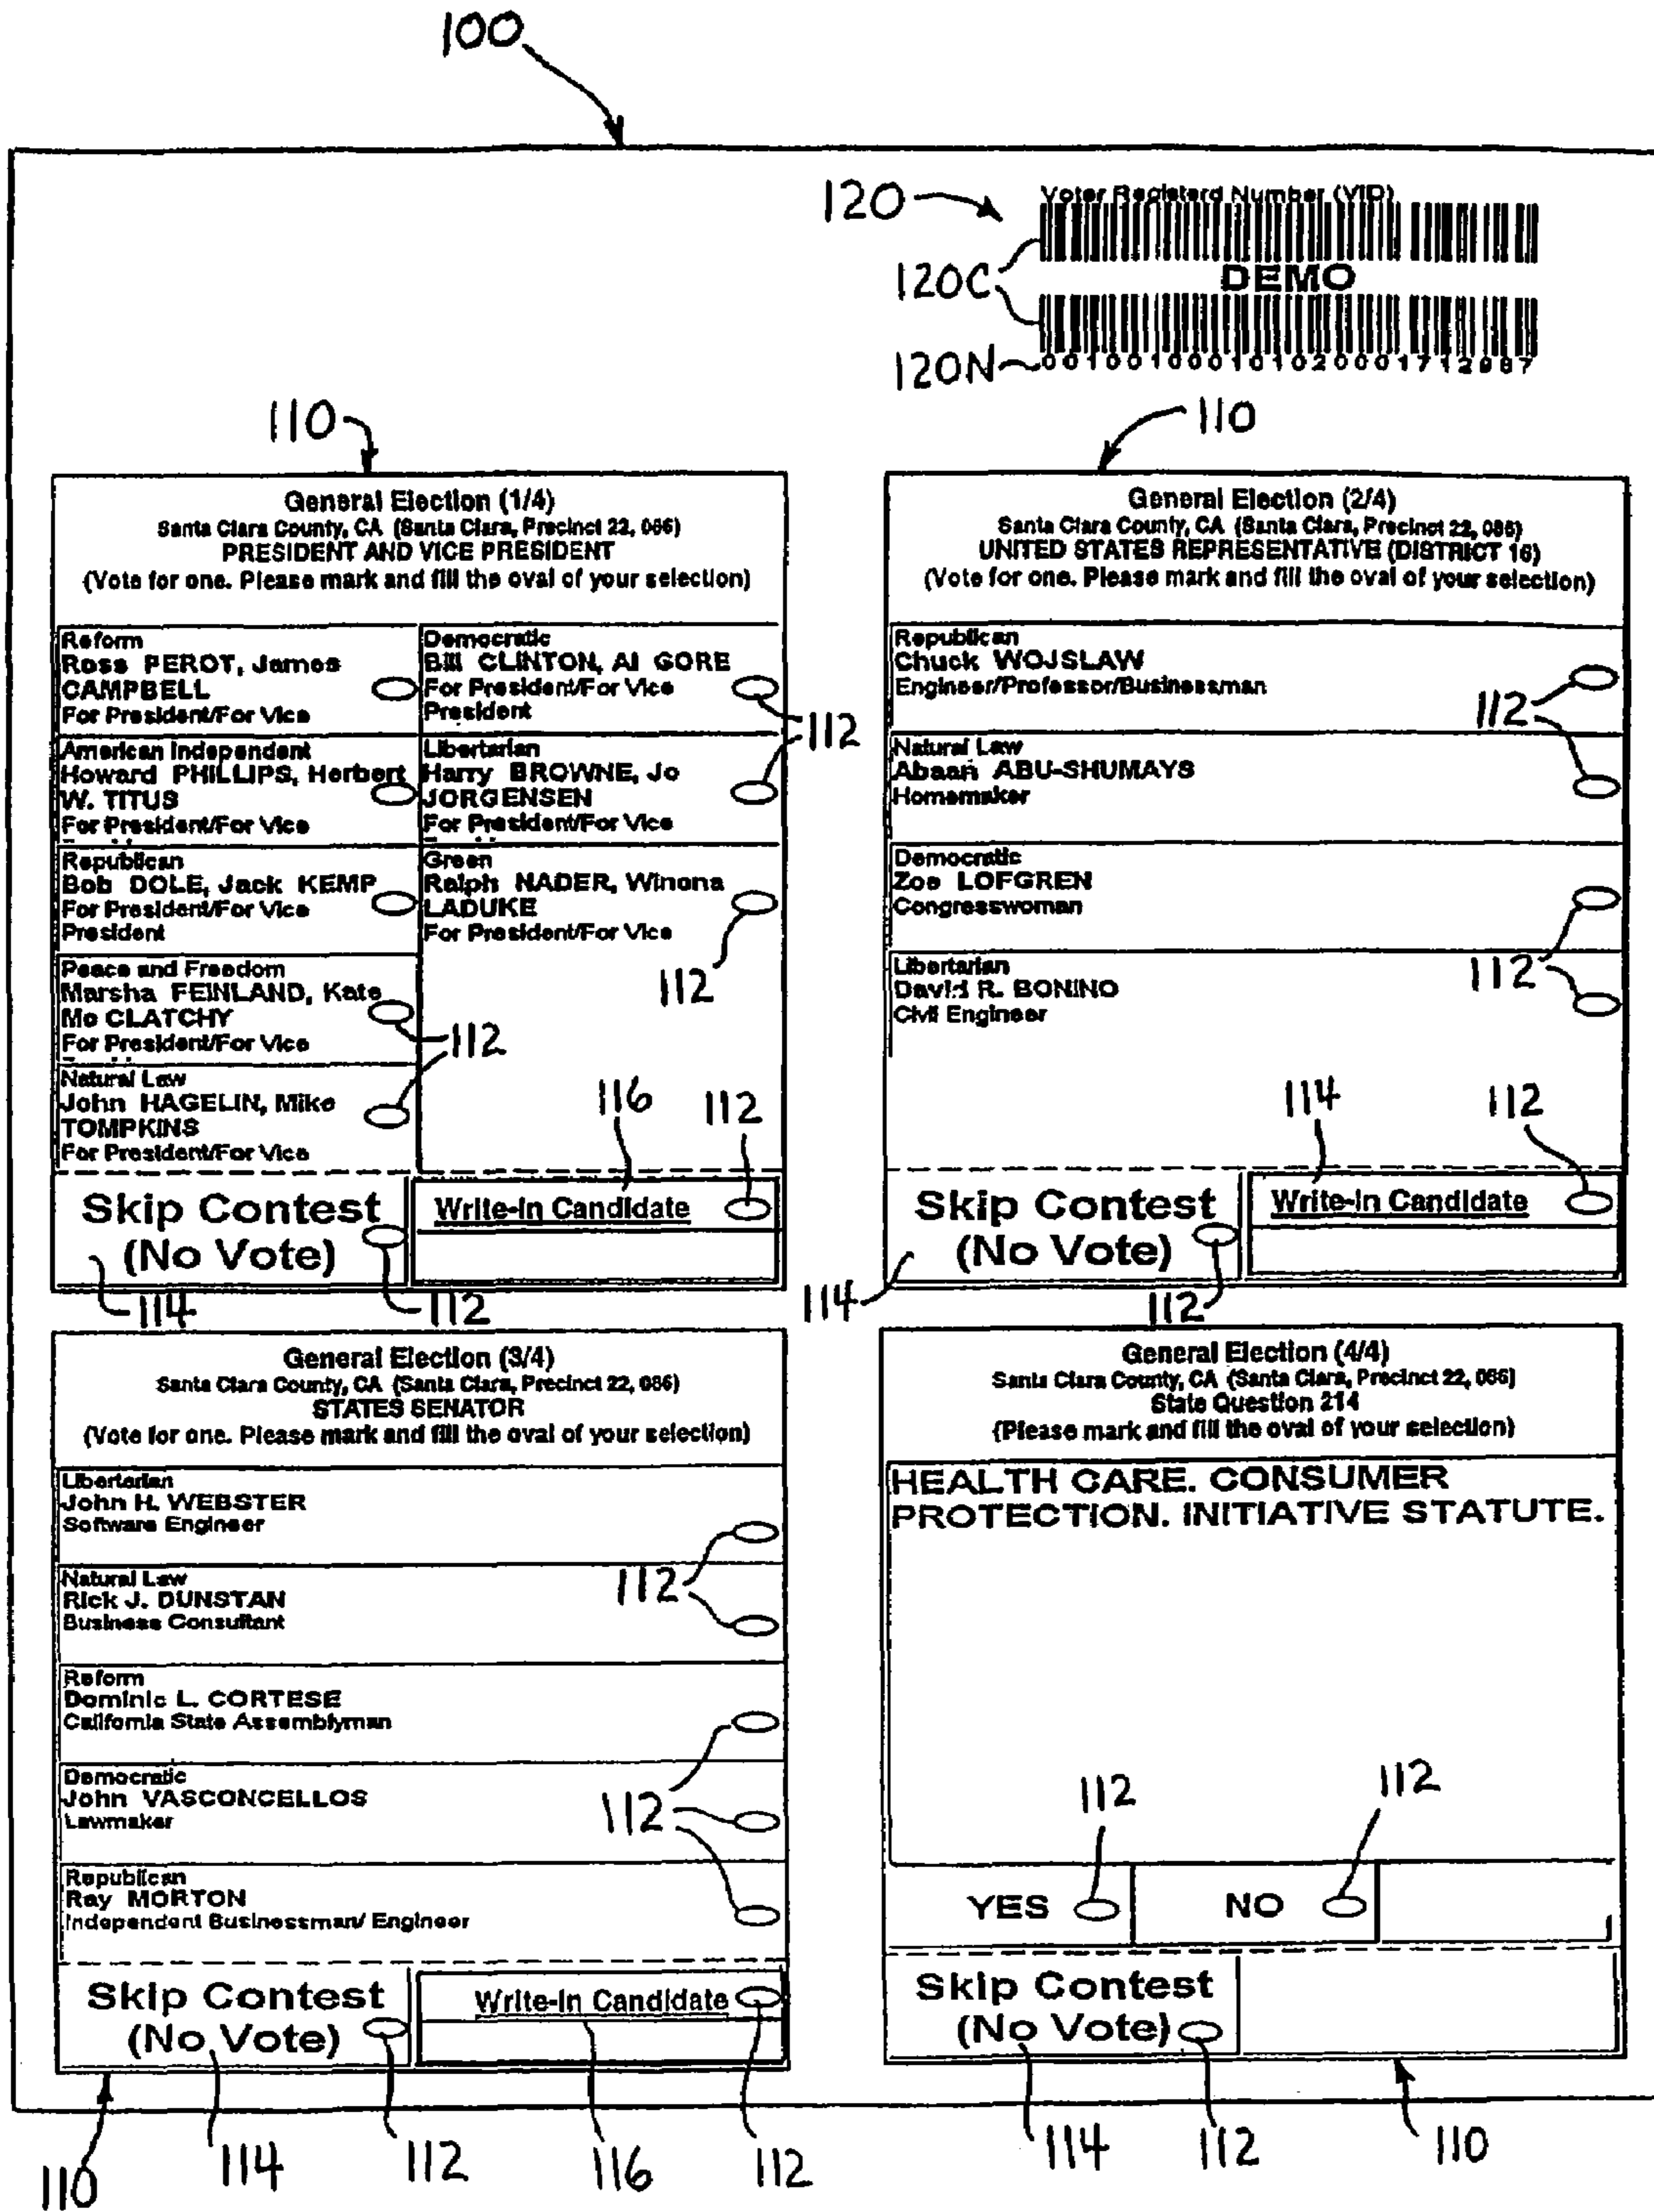 100
120
Voter Registerd Number (VID)
120C
DEMO
120N
110
110
General Election (1/4)
Santa Clara County, CA (Santa Clara, Precinct 22, 066)
PRESIDENT AND VICE PRESIDENT
(Vote for one. Please mark and fill the oval of your selection)
Reform
Ross PEROT, James
CAMPBELL
For President/For Vice
Democratic
Bill CLINTON, Al GORE
For President/For Vice
President
112
American Independent
Howard PHILLIPS, Herbert
W. TITUS
For President/For Vice
Libertarian
Harry BROWNE, Jo
JORGENSEN
For President/For Vice
Republican
Bob DOLE, Jack KEMP
For President/For Vice
President
Green
Ralph NADER, Winona
LADUKE
For President/For Vice
112
Peace and Freedom
Marsha FEINLAND, Kate
Mc CLATCHY
For President/For Vice
112
Natural Law
John HAGELIN, Mike
TOMPKINS
For President/For Vice
116
112
Skip Contest
(No Vote)
Write-In Candidate
114
112
General Election (2/4)
Santa Clara County, CA (Santa Clara, Precinct 22, 086)
UNITED STATES REPRESENTATIVE (DISTRICT 16)
(Vote for one. Please mark and fill the oval of your selection)
Republican
Chuck WOJSLAW
Engineer/Professor/Businessman
112
Natural Law
Abaan ABU-SHUMAYS
Homemaker
Democratic
Zoe LOFGREN
Congresswoman
112
Libertarian
David R. BONINO
Civil Engineer
114
112
Skip Contest
(No Vote)
Write-In Candidate
114
112
General Election (3/4)
Santa Clara County, CA (Santa Clara, Precinct 22, 086)
STATES SENATOR
(Vote for one. Please mark and fill the oval of your selection)
Libertarian
John H. WEBSTER
Software Engineer
112
Natural Law
Rick J. DUNSTAN
Business Consultant
Reform
Dominic L. CORTESE
California State Assemblyman
Democratic
John VASCONCELLOS
Lawmaker
112
Republican
Ray MORTON
Independent Businessman/ Engineer
Skip Contest
(No Vote)
Write-In Candidate
110
114
112
116
112
General Election (4/4)
Santa Clara County, CA (Santa Clara, Precinct 22, 066)
State Question 214
(Please mark and fill the oval of your selection)
HEALTH CARE. CONSUMER
PROTECTION. INITIATIVE STATUTE.
112
112
YES
NO
Skip Contest
(No Vote)
114
112
110